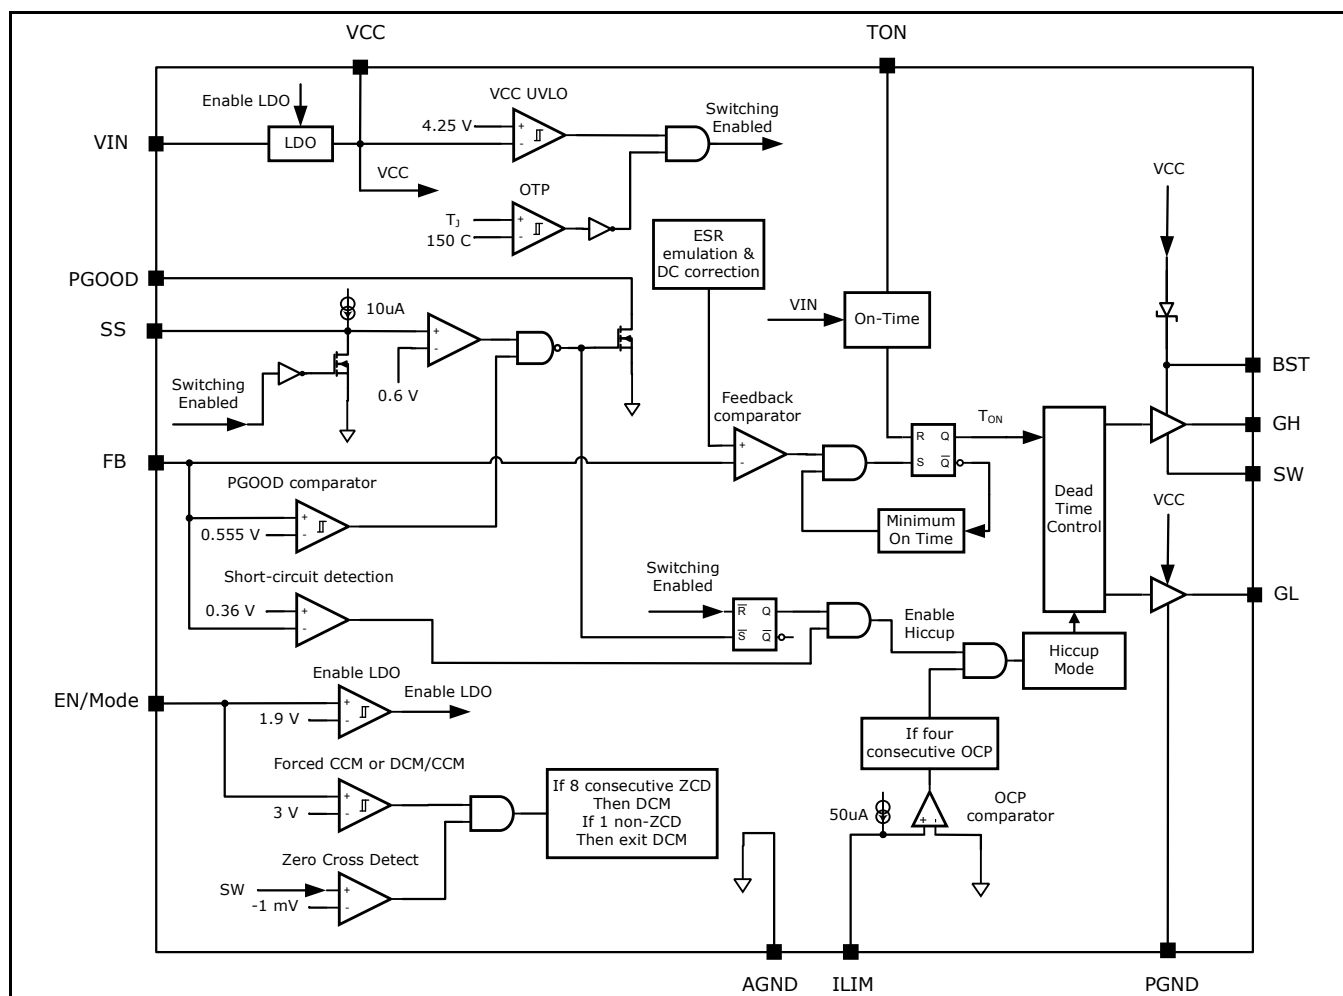 VCC
TON
Enable LDO
VCC UVLO
Switching
Enabled
4.25 V
+
-
VIN
LDO
VCC
VCC
OTP
TJ
+
150 C
-
ESR
emulation &
DC correction
PGOOD
10uA
VIN
On-Time
SS
+
-
0.6 V
Switching
Enabled
BST
Feedback
comparator
TON
R
Q
+
GH
FB
-
S
Q
PGOOD comparator
SW
Dead
Time
Control
VCC
+
0.555 V
-
Minimum
On Time
Short-circuit detection
Switching
Enabled
GL
0.36 V
+
-
R
Q
S
Q
Enable
Hiccup
Hiccup
Mode
Enable LDO
Enable LDO
EN/Mode
+
1.9 V
-
If four
consecutive OCP
Forced CCM or DCM/CCM
+
3 V
-
If 8 consecutive ZCD
Then DCM
If 1 non-ZCD
Then exit DCM
50uA
OCP
comparator
+
-
Zero Cross Detect
SW
+
-1 mV
-
AGND
ILIM
PGND